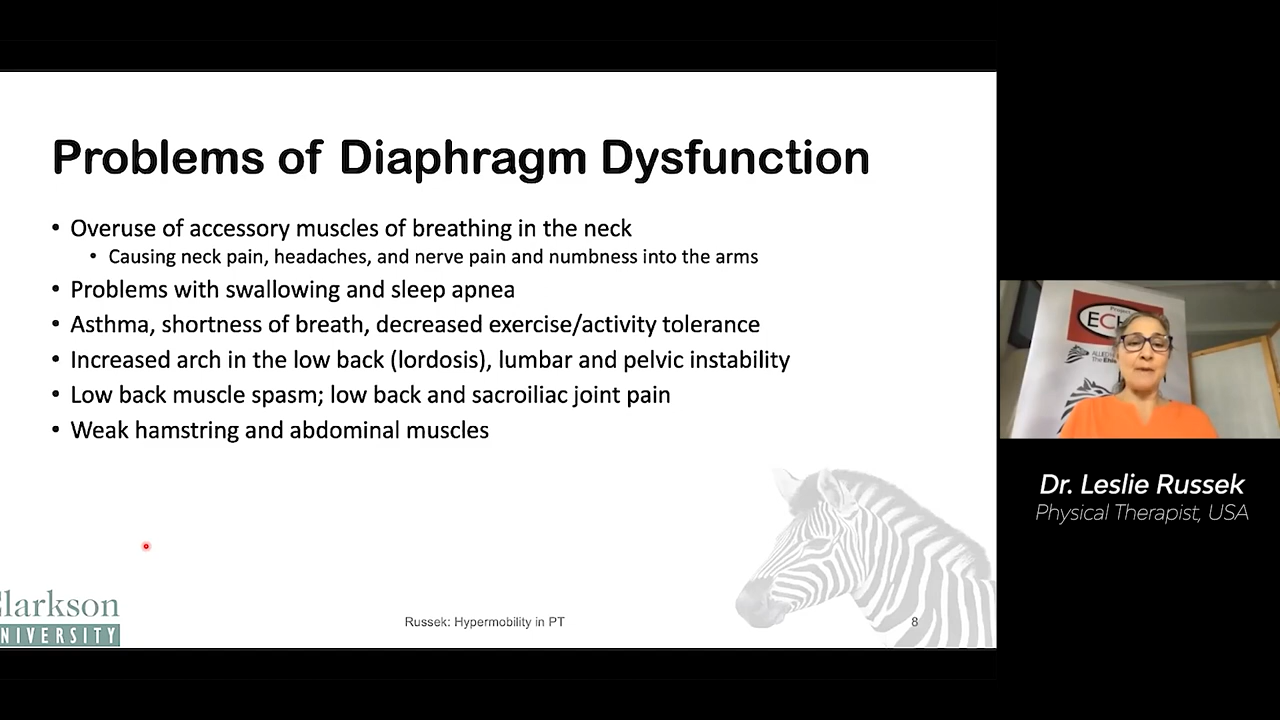 Problems of Diaphragm Dysfunction
• Overuse of accessory muscles of breathing in the neck
• Causing neck pain, headaches, and nerve pain and numbness into the arms
• Problems with swallowing and sleep apnea
• Asthma, shortness of breath, decreased exercise/activity tolerance
• Increased arch in the low back (lordosis), lumbar and pelvic instability
• Low back muscle spasm; low back and sacroiliac joint pain
• Weak hamstring and abdominal muscles
larkson
NIVERSITY
Russek: Hypermobility in PT
8
Dr. Leslie Russek
Physical Therapist, USA